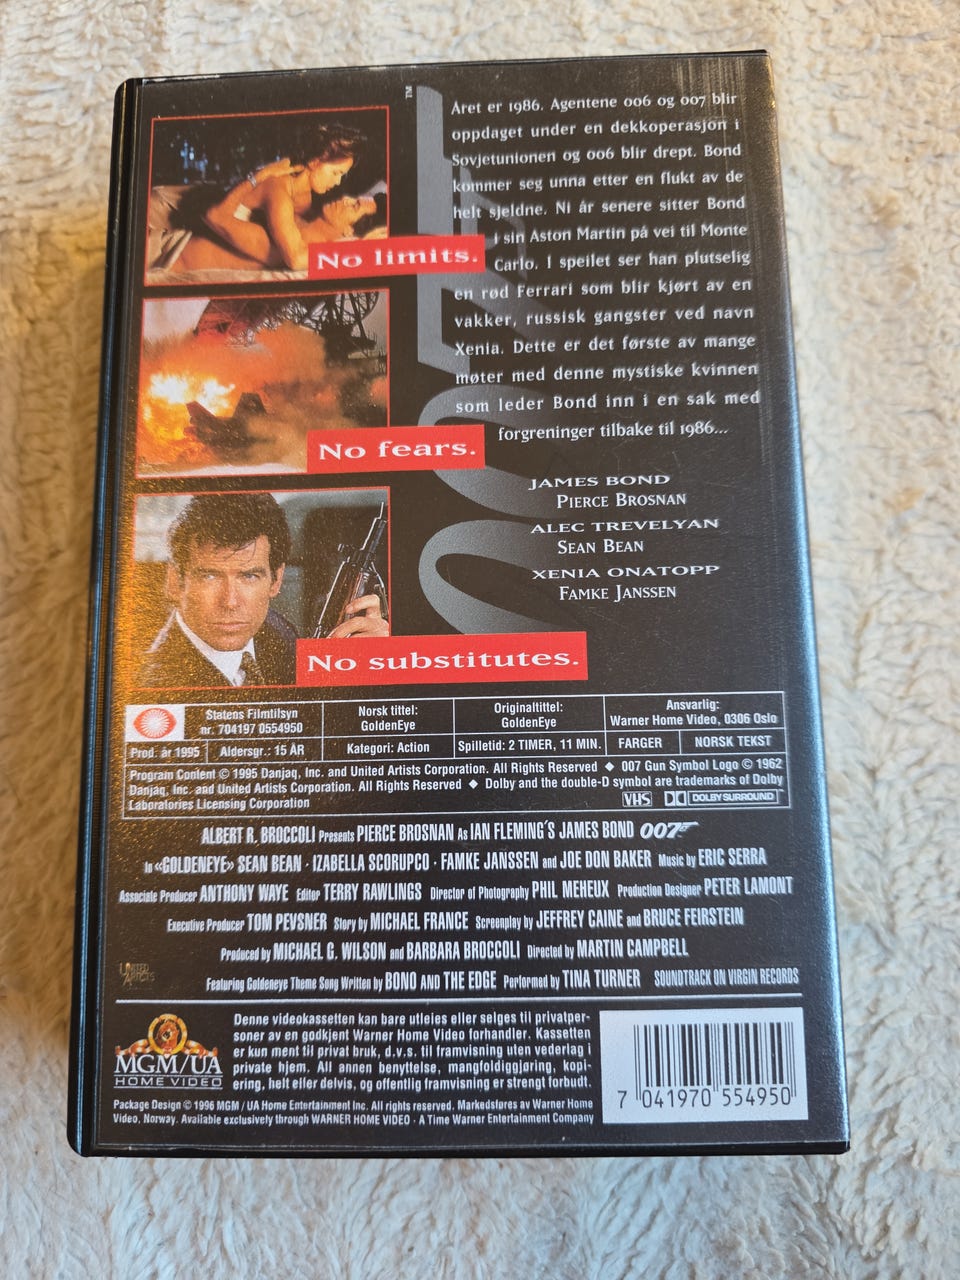 ™
Året er 1986. Agentene 006 og 007 blir
oppdaget under en dekkoperasjon i
Sovjetunionen og 006 blir drept. Bond
kommer seg unna etter en flukt av de
helt sjeldne. Ni år senere sitter Bond
i sin Aston Martin på vei til Monte
Carlo. I speilet ser han plutselig
en rød Ferrari som blir kjørt av en
vakker, russisk gangster ved navn
Xenia. Dette er det første av mange
møter med denne mystiske kvinnen
som leder Bond inn i en sak med
forgreninger tilbake til 1986...
No limits.
No fears.
No substitutes.
JAMES BOND
PIERCE BROSNAN
ALEC TREVELYAN
SEAN BEAN
XENIA ONATOPP
FAMKE JANSSEN
Statens Filmtilsyn
nr. 704197 0554950
Norsk tittel:
GoldenEye
Originaltittel:
GoldenEye
Ansvarlig:
Warner Home Video, 0306 Oslo
Prod. år 1995 Aldersgr.: 15 ÅR Kategori: Action Spilletid: 2 TIMER, 11 MIN. FARGER NORSK TEKST
Program Content © 1995 Danjaq, Inc. and United Artists Corporation. All Rights Reserved ◆ 007 Gun Symbol Logo © 1962
Danjaq, Inc. and United Artists Corporation. All Rights Reserved ◆ Dolby and the double-D symbol are trademarks of Dolby
Laboratories Licensing Corporation VHS DOLBY SURROUND
ALBERT R. BROCCOLI Presents PIERCE BROSNAN As IAN FLEMING'S JAMES BOND 007
In «GOLDENEYE» SEAN BEAN · IZABELLA SCORUPCO · FAMKE JANSSEN and JOE DON BAKER Music by ERIC SERRA
Associate Producer ANTHONY WAYE Editor TERRY RAWLINGS Director of Photography PHIL MEHEUX Production Designer PETER LAMONT
Executive Producer TOM PEVSNER Story by MICHAEL FRANCE Screenplay by JEFFREY CAINE and BRUCE FEIRSTEIN
Produced by MICHAEL G. WILSON and BARBARA BROCCOLI Directed by MARTIN CAMPBELL
United Artists
Featuring Goldeneye Theme Song Written by BONO AND THE EDGE Performed by TINA TURNER SOUNDTRACK ON VIRGIN RECORDS
MGM/UA
HOME VIDEO
Denne videokassetten kan bare utleies eller selges til privatper-
soner av en godkjent Warner Home Video forhandler. Kassetten
er kun ment til privat bruk, d.v.s. til framvisning uten vederlag i
private hjem. All annen benyttelse, mangfoldiggjøring, kopi-
ering, helt eller delvis, og offentlig framvisning er strengt forbudt.
Package Design © 1996 MGM / UA Home Entertainment Inc. All rights reserved. Markedsføres av Warner Home
Video, Norway. Available exclusively through WARNER HOME VIDEO · A Time Warner Entertainment Company
7 041970 554950